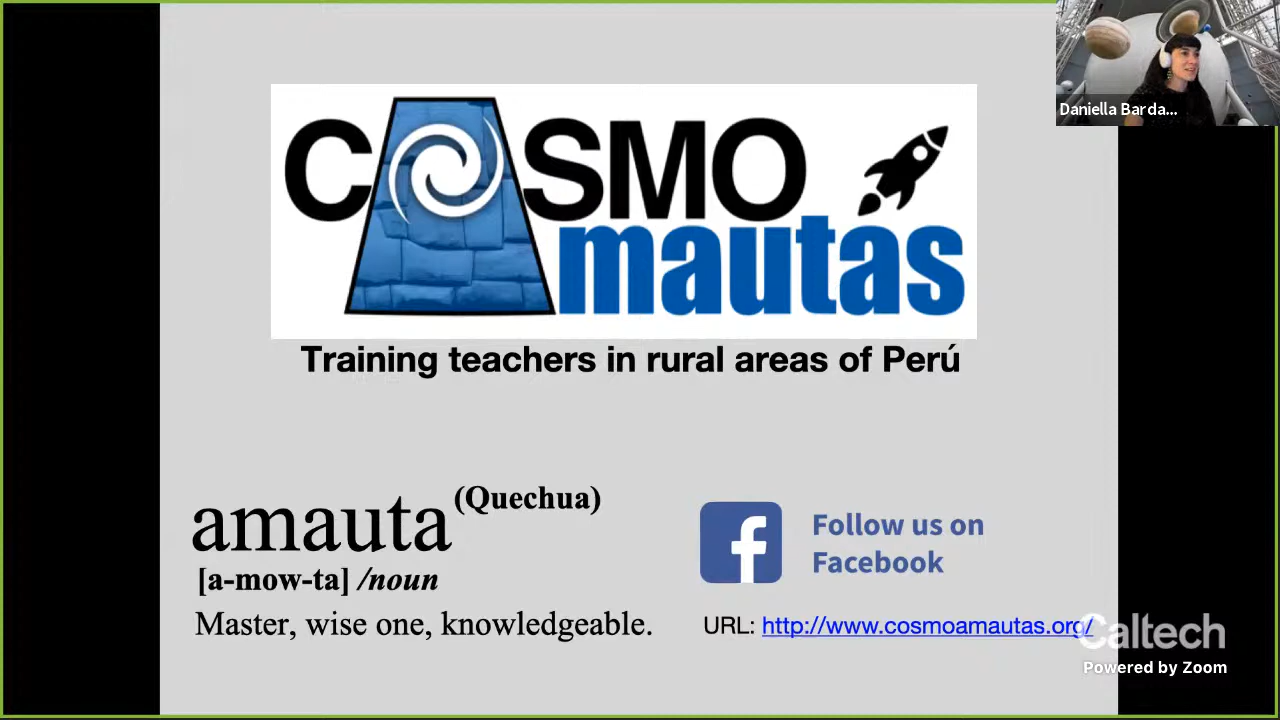 COSMO
Amautas
Daniella Barda...
Training teachers in rural areas of Perú
amauta (Quechua)
[a-mow-ta] /noun
Master, wise one, knowledgeable.
Follow us on
Facebook
URL: http://www.cosmoamautas.org/
Caltech
Powered by Zoom